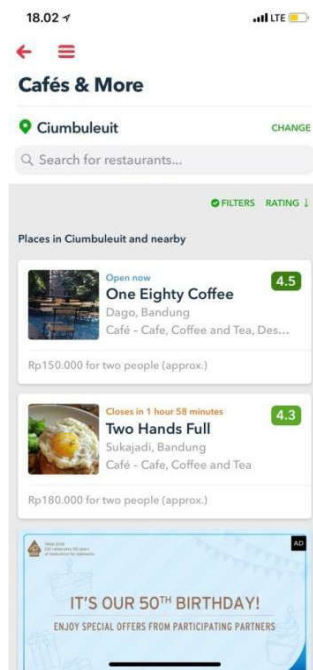 18.02
LTE
Cafés & More
Ciumbuleuit
CHANGE
Search for restaurants...
FILTERS RATING ↓
Places in Ciumbuleuit and nearby
Open now
4.5
One Eighty Coffee
Dago, Bandung
Café - Cafe, Coffee and Tea, Des...
Rp150.000 for two people (approx.)
Closes in 1 hour 58 minutes
4.3
Two Hands Full
Sukajadi, Bandung
Café - Cafe, Coffee and Tea
Rp180.000 for two people (approx.)
AD
IT'S OUR 50TH BIRTHDAY!
ENJOY SPECIAL OFFERS FROM PARTICIPATING PARTNERS